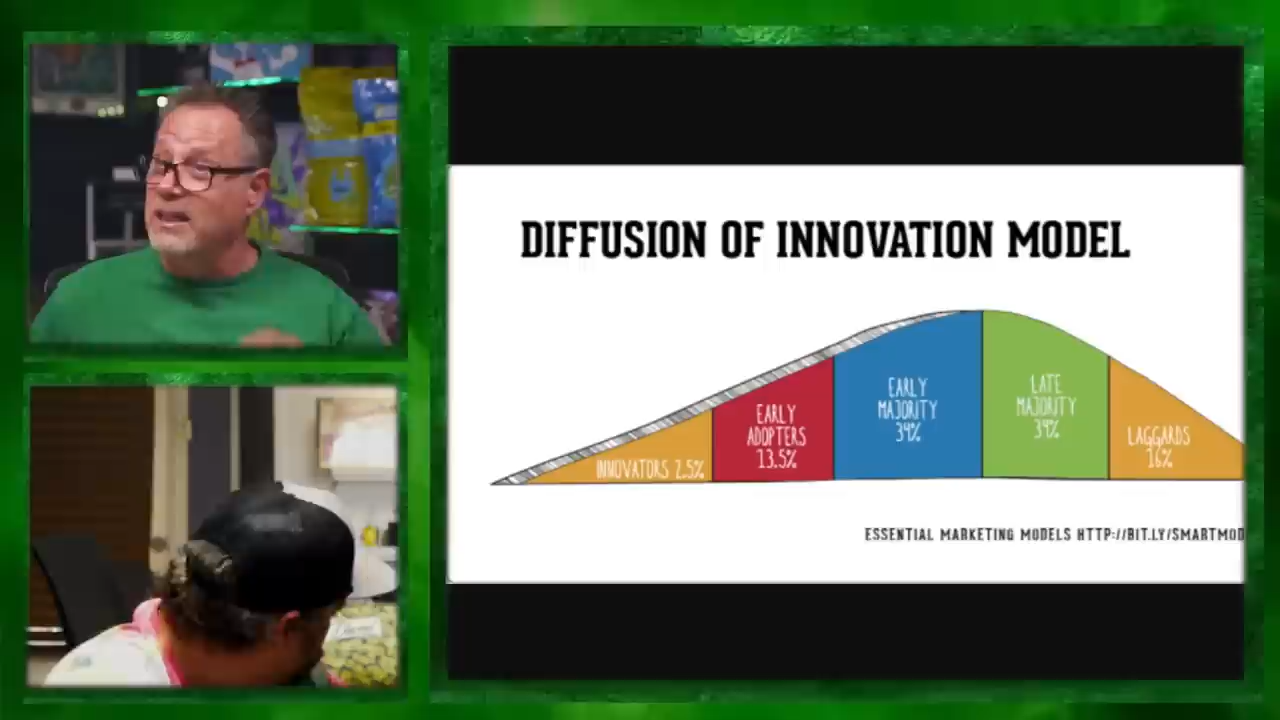 DIFFUSION OF INNOVATION MODEL
INNOVATORS 2.5%
EARLY
ADOPTERS
13.5%
EARLY
MAJORITY
34%
LATE
MAJORITY
34%
LAGGARDS
16%
ESSENTIAL MARKETING MODELS HTTP://BIT.LY/SMARTMOD